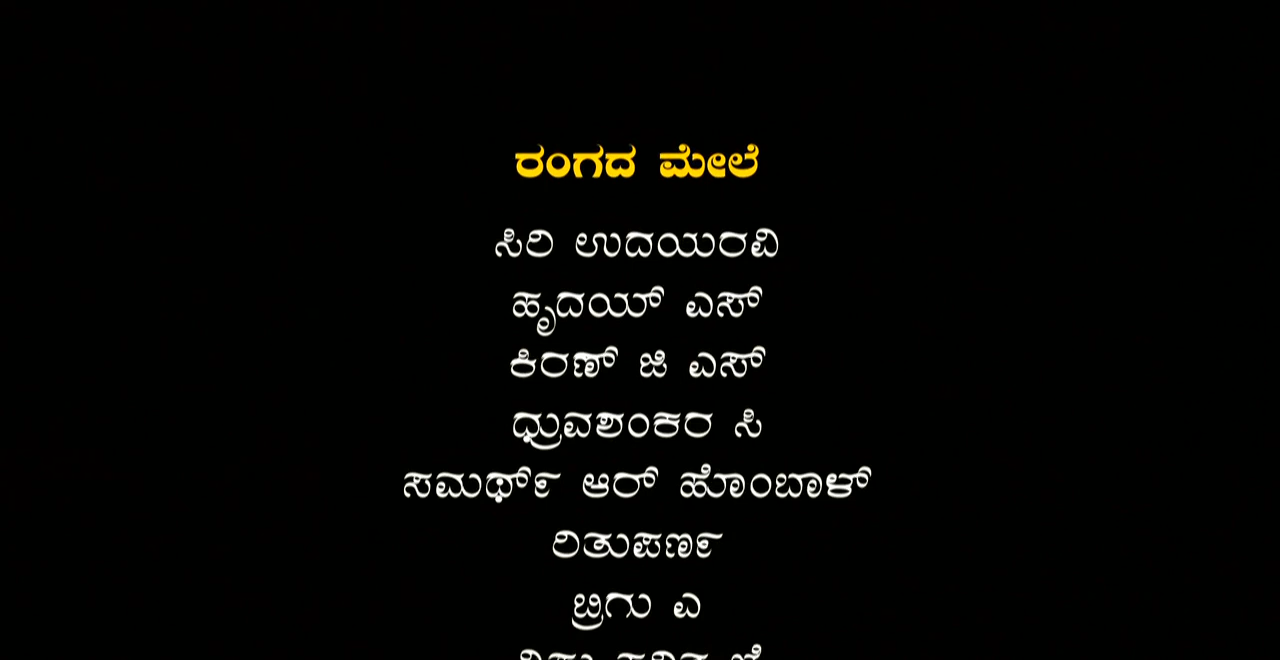 ರಂಗದ ಮೇಲೆ
ಸಿರಿ ಉದಯರವಿ
ಹೃದಯ್ ಎಸ್
ಕಿರಣ್ ಜಿ ಎಸ್
ಧ್ರುವಶಂಕರ ಸಿ
ಸಮರ್ಥ್ ಆರ್ ಹೊಂಬಾಳ್
ರಿತುಪರ್ಣ
ಬ್ರಿಗು ಎ